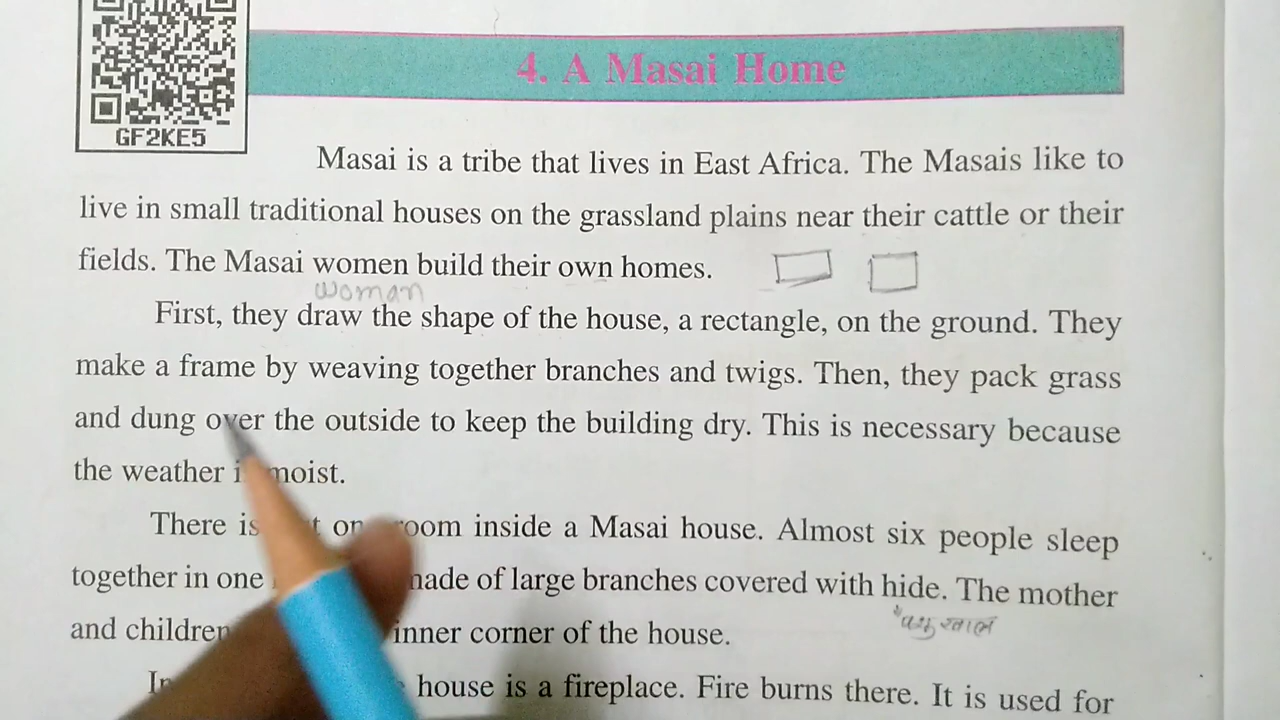 4. A Masai Home
GF2KE5
Masai is a tribe that lives in East Africa. The Masais like to
live in small traditional houses on the grassland plains near their cattle or their
fields. The Masai women build their own homes.
woman
First, they draw the shape of the house, a rectangle, on the ground. They
make a frame by weaving together branches and twigs. Then, they pack grass
and dung over the outside to keep the building dry. This is necessary because
the weather is moist.
There is room inside a Masai house. Almost six people sleep
together in one made of large branches covered with hide. The mother
and children inner corner of the house.
house is a fireplace. Fire burns there. It is used for